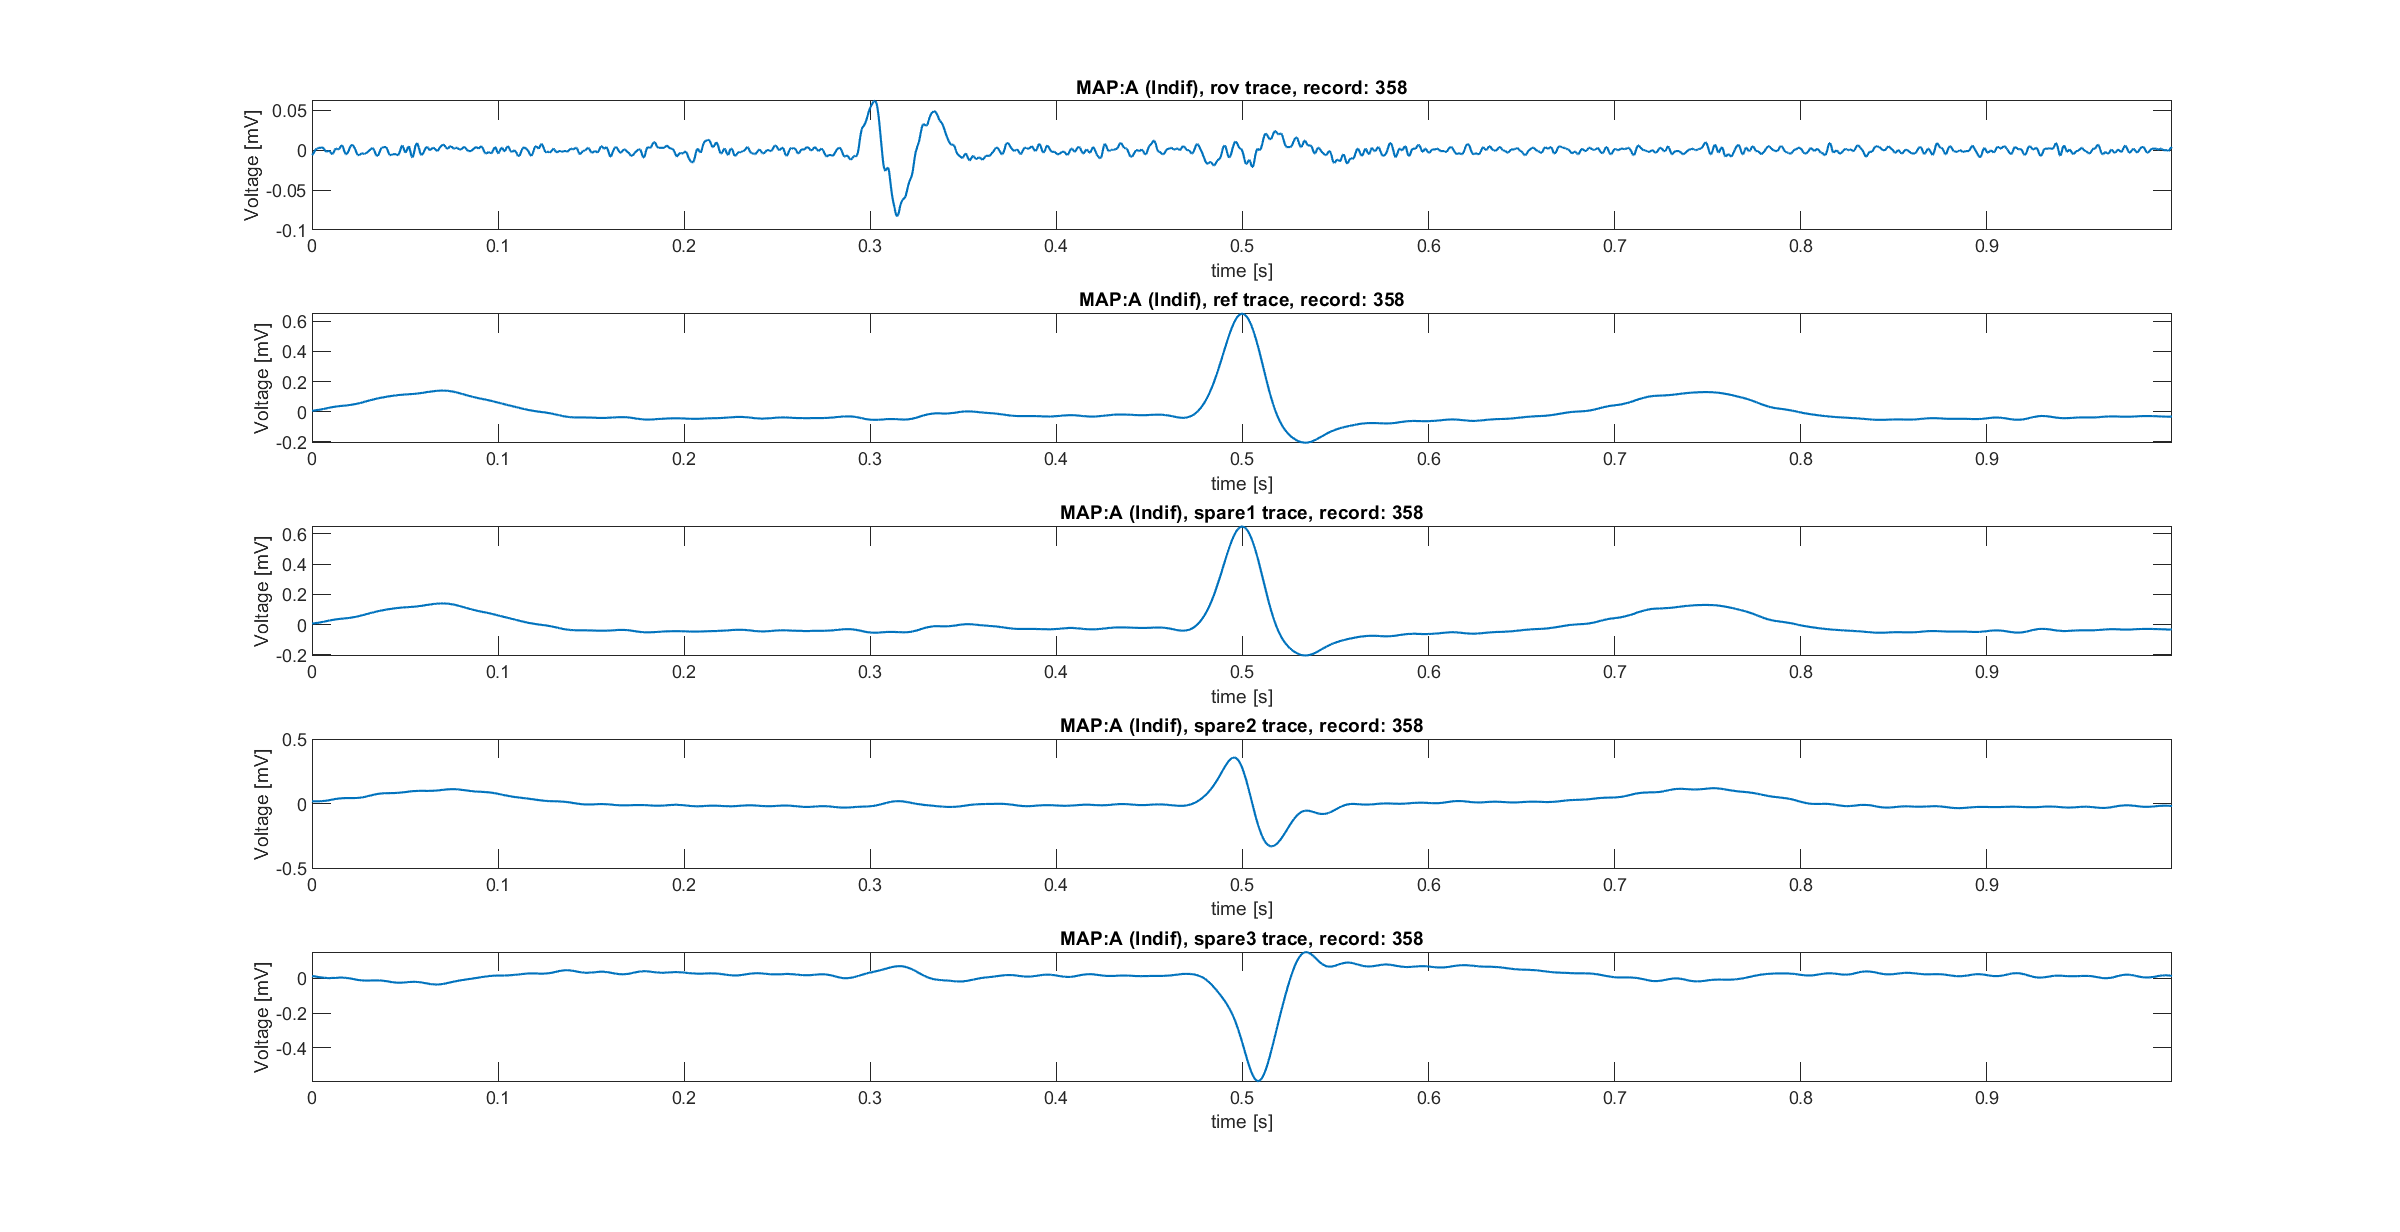 MAP:A (Indif), rov trace, record: 358
Voltage [mV]
0.05
0
-0.05
-0.1
0 0.1 0.2 0.3 0.4 0.5 0.6 0.7 0.8 0.9
time [s]
MAP:A (Indif), ref trace, record: 358
Voltage [mV]
0.6
0.4
0.2
0
-0.2
0 0.1 0.2 0.3 0.4 0.5 0.6 0.7 0.8 0.9
time [s]
MAP:A (Indif), spare1 trace, record: 358
Voltage [mV]
0.6
0.4
0.2
0
-0.2
0 0.1 0.2 0.3 0.4 0.5 0.6 0.7 0.8 0.9
time [s]
MAP:A (Indif), spare2 trace, record: 358
Voltage [mV]
0.5
0
-0.5
0 0.1 0.2 0.3 0.4 0.5 0.6 0.7 0.8 0.9
time [s]
MAP:A (Indif), spare3 trace, record: 358
Voltage [mV]
0
-0.2
-0.4
0 0.1 0.2 0.3 0.4 0.5 0.6 0.7 0.8 0.9
time [s]